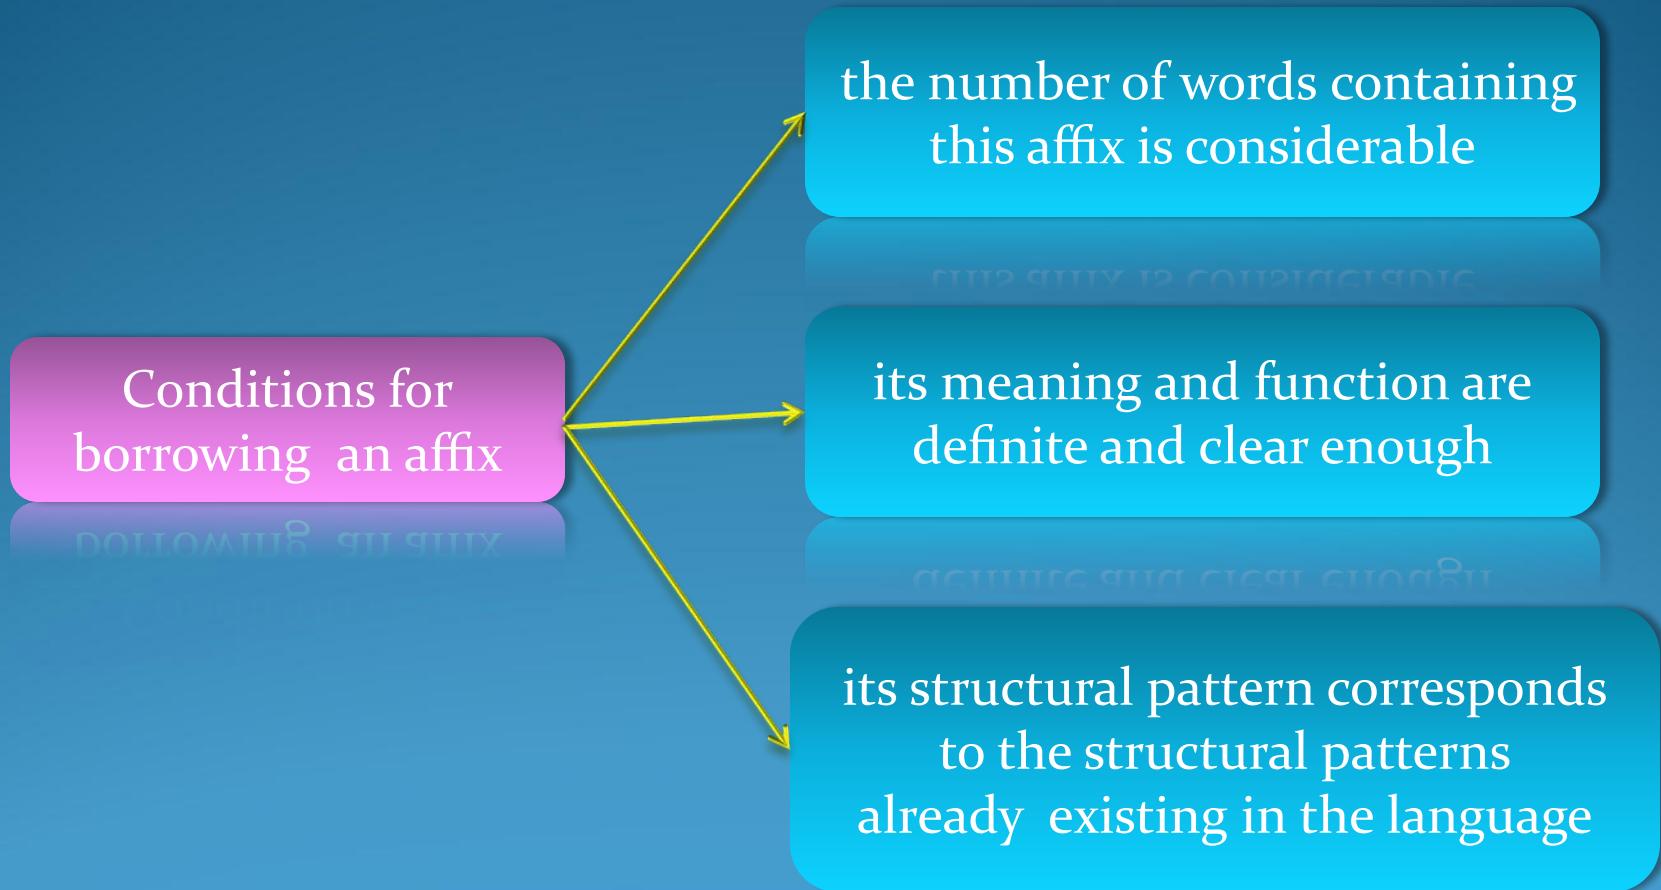 the number of words containing
this affix is considerable
Conditions for
borrowing an affix
its meaning and function are
definite and clear enough
its structural pattern corresponds
to the structural patterns
already existing in the language